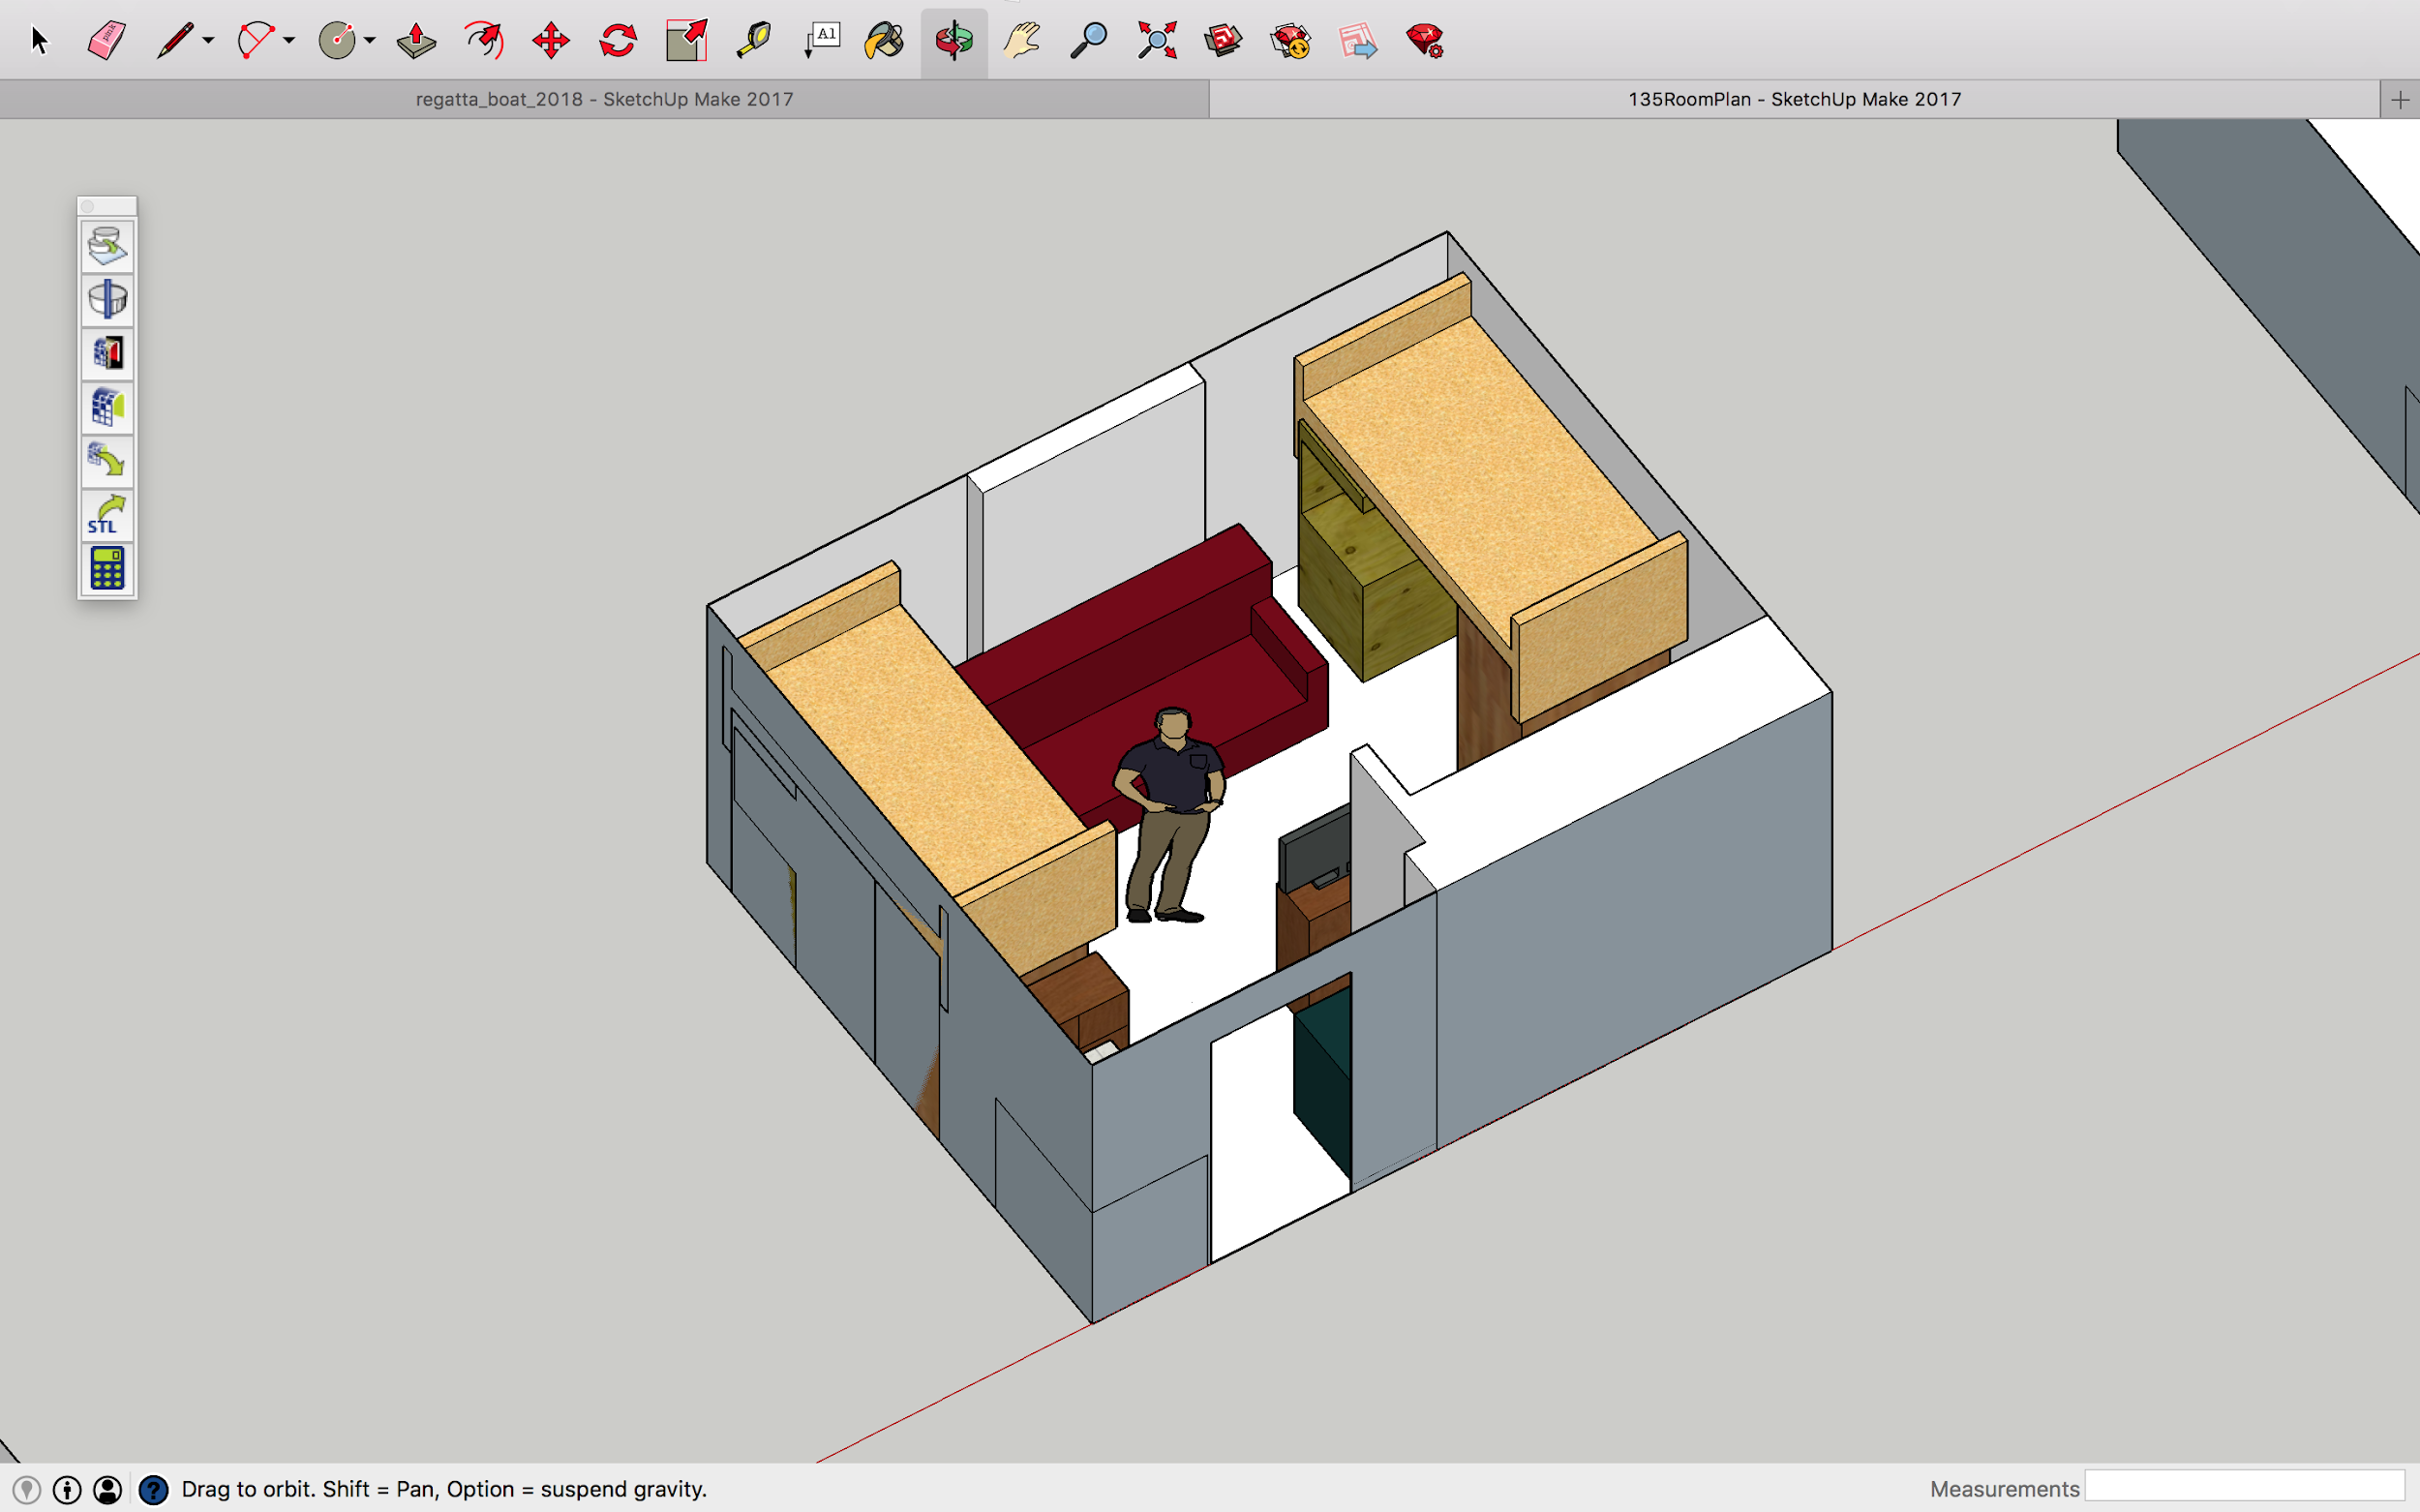 A1
regatta_boat_2018 - SketchUp Make 2017
135RoomPlan - SketchUp Make 2017
STL
Drag to orbit. Shift = Pan, Option = suspend gravity.
Measurements